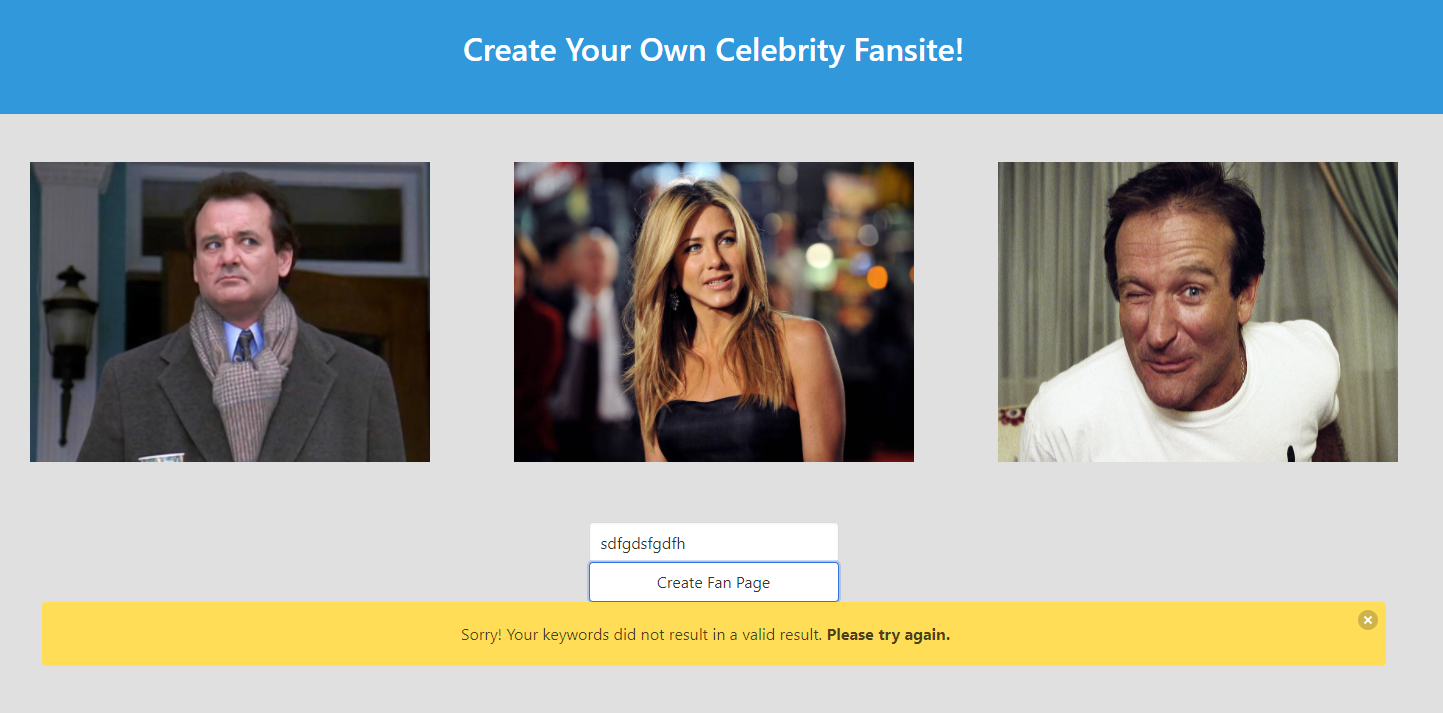 Create Your Own Celebrity Fansite!
sdfgdsfgdfh
Create Fan Page
Sorry! Your keywords did not result in a valid result. Please try again.